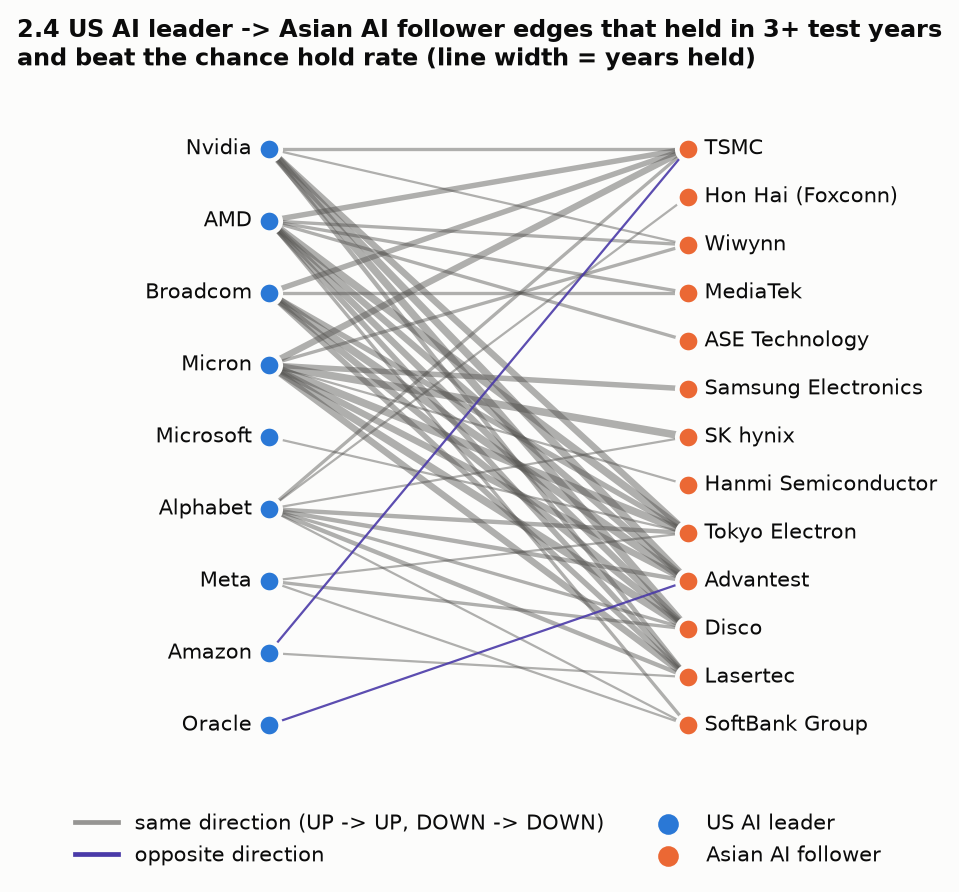 2.4 US AI leader -> Asian AI follower edges that held in 3+ test years
and beat the chance hold rate (line width = years held)
Nvidia
AMD
Broadcom
Micron
Microsoft
Alphabet
Meta
Amazon
Oracle
TSMC
Hon Hai (Foxconn)
Wiwynn
MediaTek
ASE Technology
Samsung Electronics
SK hynix
Hanmi Semiconductor
Tokyo Electron
Advantest
Disco
Lasertec
SoftBank Group
same direction (UP -> UP, DOWN -> DOWN)
opposite direction
US AI leader
Asian AI follower